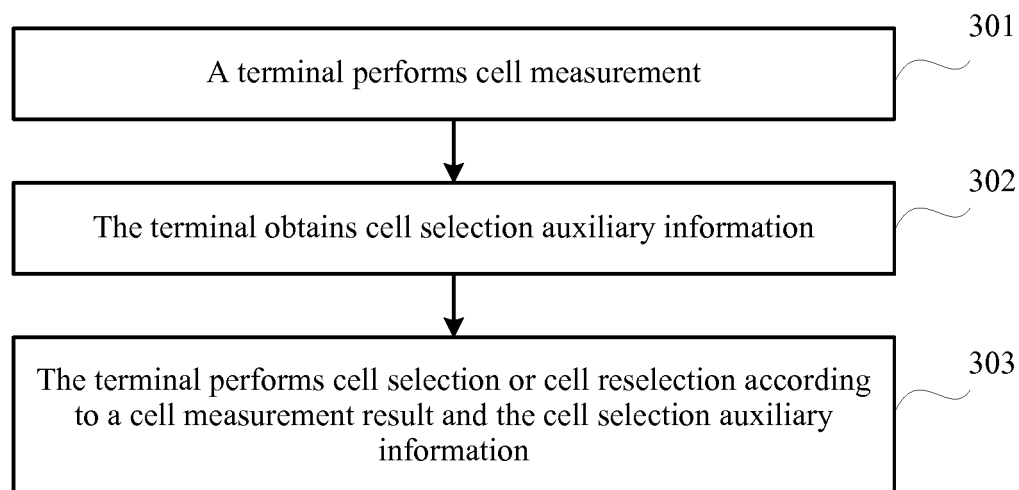 301
A terminal performs cell measurement
302
The terminal obtains cell selection auxiliary information
303
The terminal performs cell selection or cell reselection according
to a cell measurement result and the cell selection auxiliary
information